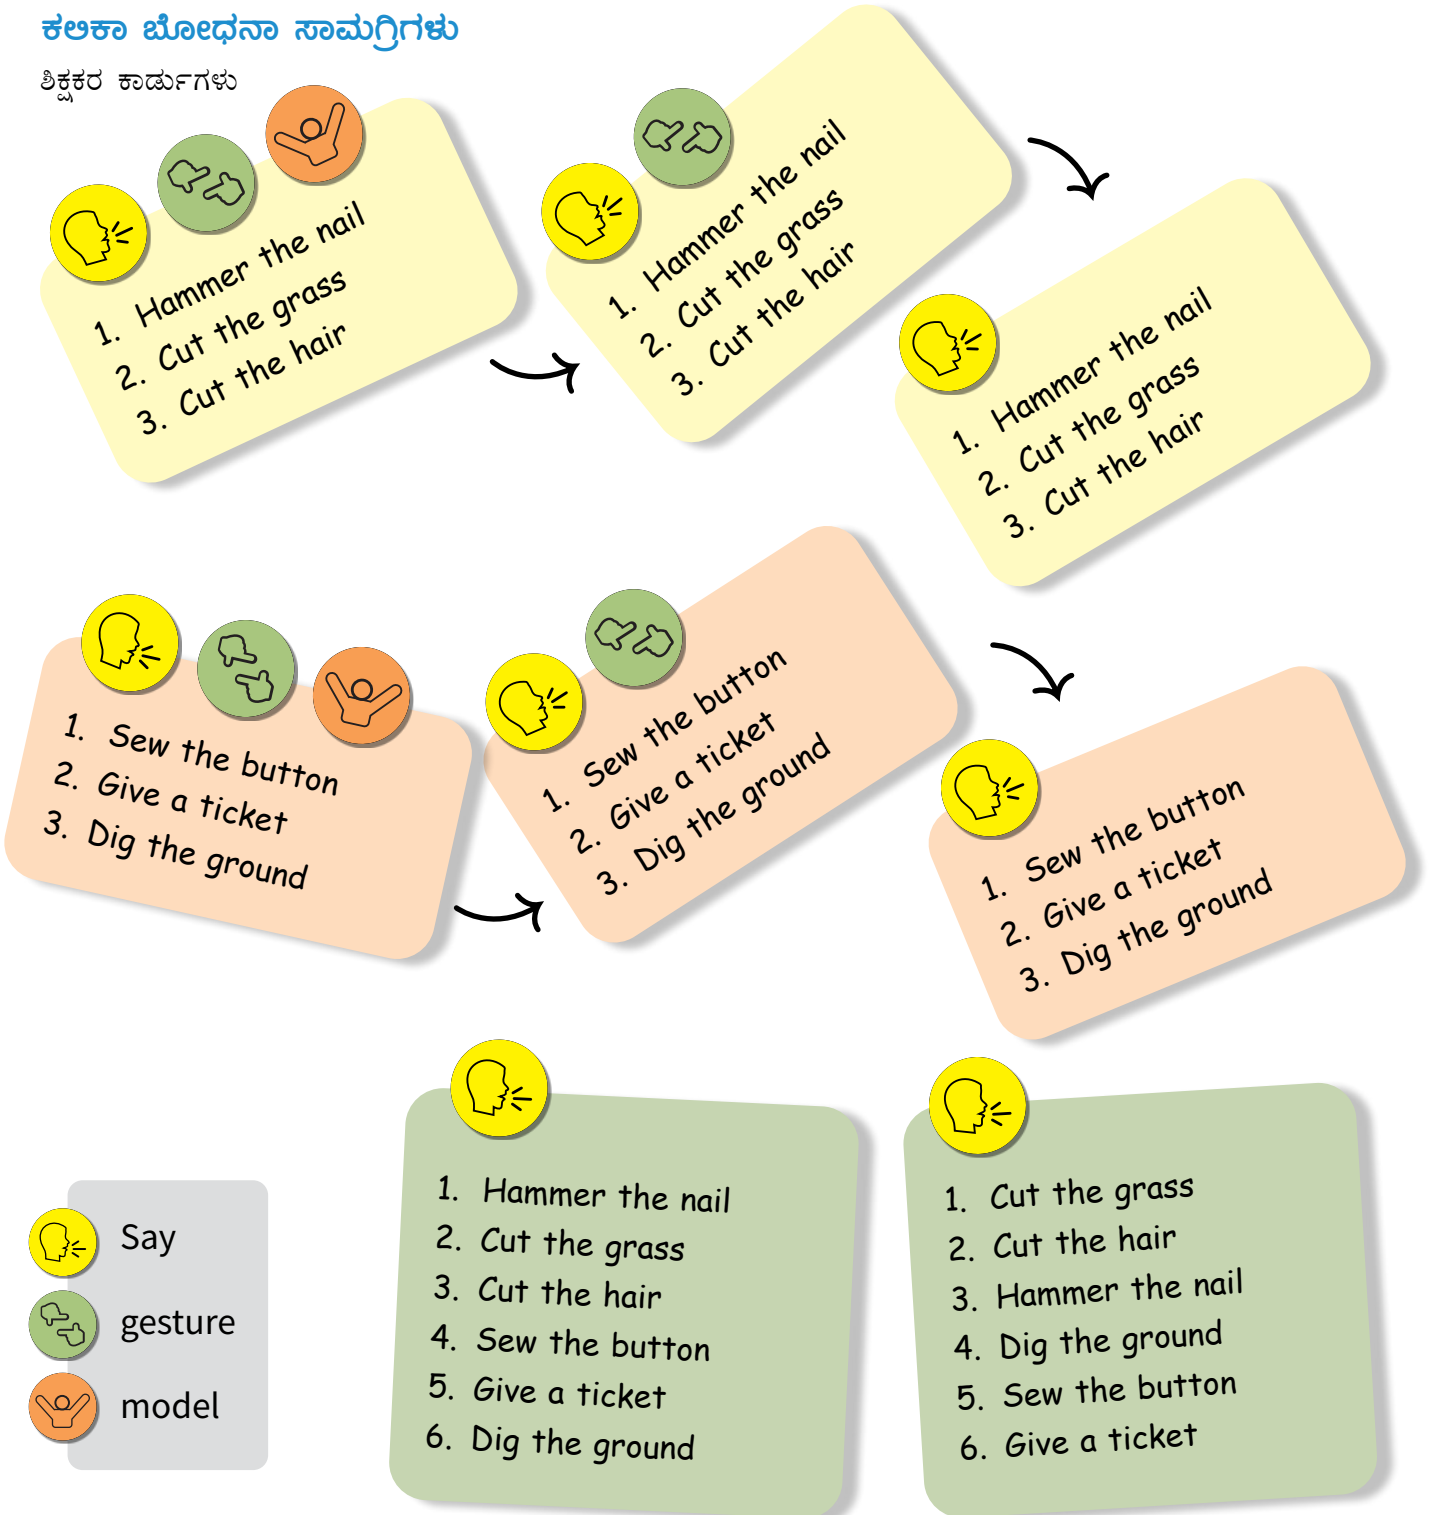 ಕಲಿಕಾ ಬೋಧನಾ ಸಾಮಗ್ರಿಗಳು
ಶಿಕ್ಷಕರ ಕಾರ್ಡುಗಳು
1. Hammer the nail
2. Cut the grass
3. Cut the hair
1. Hammer the nail
2. Cut the grass
3. Cut the hair
1. Hammer the nail
2. Cut the grass
3. Cut the hair
1. Sew the button
2. Give a ticket
3. Dig the ground
1. Sew the button
2. Give a ticket
3. Dig the ground
1. Sew the button
2. Give a ticket
3. Dig the ground
Say
gesture
model
1. Hammer the nail
2. Cut the grass
3. Cut the hair
4. Sew the button
5. Give a ticket
6. Dig the ground
1. Cut the grass
2. Cut the hair
3. Hammer the nail
4. Dig the ground
5. Sew the button
6. Give a ticket